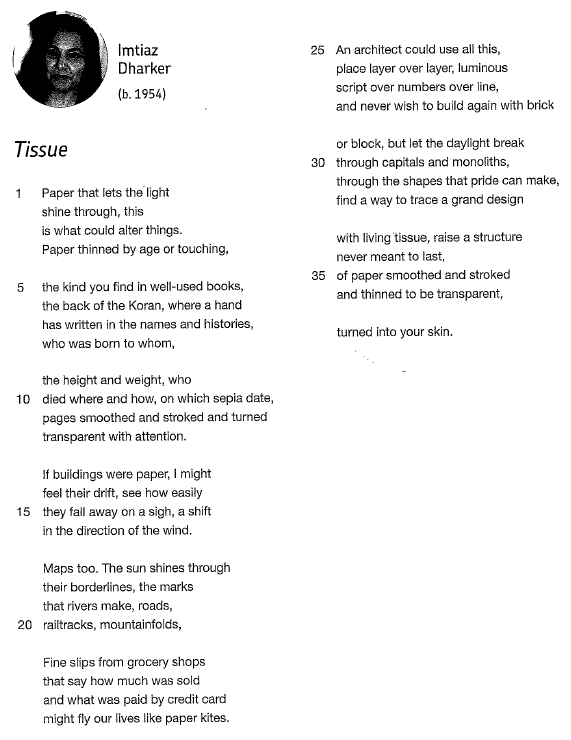 Imtiaz
Dharker
(b. 1954)
Tissue
1 Paper that lets the light
shine through, this
is what could alter things.
Paper thinned by age or touching,
5 the kind you find in well-used books,
the back of the Koran, where a hand
has written in the names and histories,
who was born to whom,
the height and weight, who
10 died where and how, on which sepia date,
pages smoothed and stroked and turned
transparent with attention.
If buildings were paper, I might
feel their drift, see how easily
15 they fall away on a sigh, a shift
in the direction of the wind.
Maps too. The sun shines through
their borderlines, the marks
that rivers make, roads,
20 railtracks, mountainfolds,
Fine slips from grocery shops
that say how much was sold
and what was paid by credit card
might fly our lives like paper kites.
25 An architect could use all this,
place layer over layer, luminous
script over numbers over line,
and never wish to build again with brick
or block, but let the daylight break
30 through capitals and monoliths,
through the shapes that pride can make,
find a way to trace a grand design
with living tissue, raise a structure
never meant to last,
35 of paper smoothed and stroked
and thinned to be transparent,
turned into your skin.